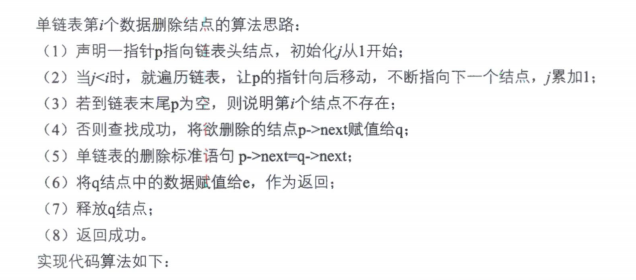 单链表第i个数据删除结点的算法思路：
（1）声明一指针p指向链表头结点，初始化j从1开始；
（2）当j<i时，就遍历链表，让p的指针向后移动，不断指向下一个结点，j累加1；
（3）若到链表末尾p为空，则说明第i个结点不存在；
（4）否则查找成功，将欲删除的结点p->next赋值给q；
（5）单链表的删除标准语句 p->next=q->next；
（6）将q结点中的数据赋值给e，作为返回；
（7）释放q结点；
（8）返回成功。
实现代码算法如下：